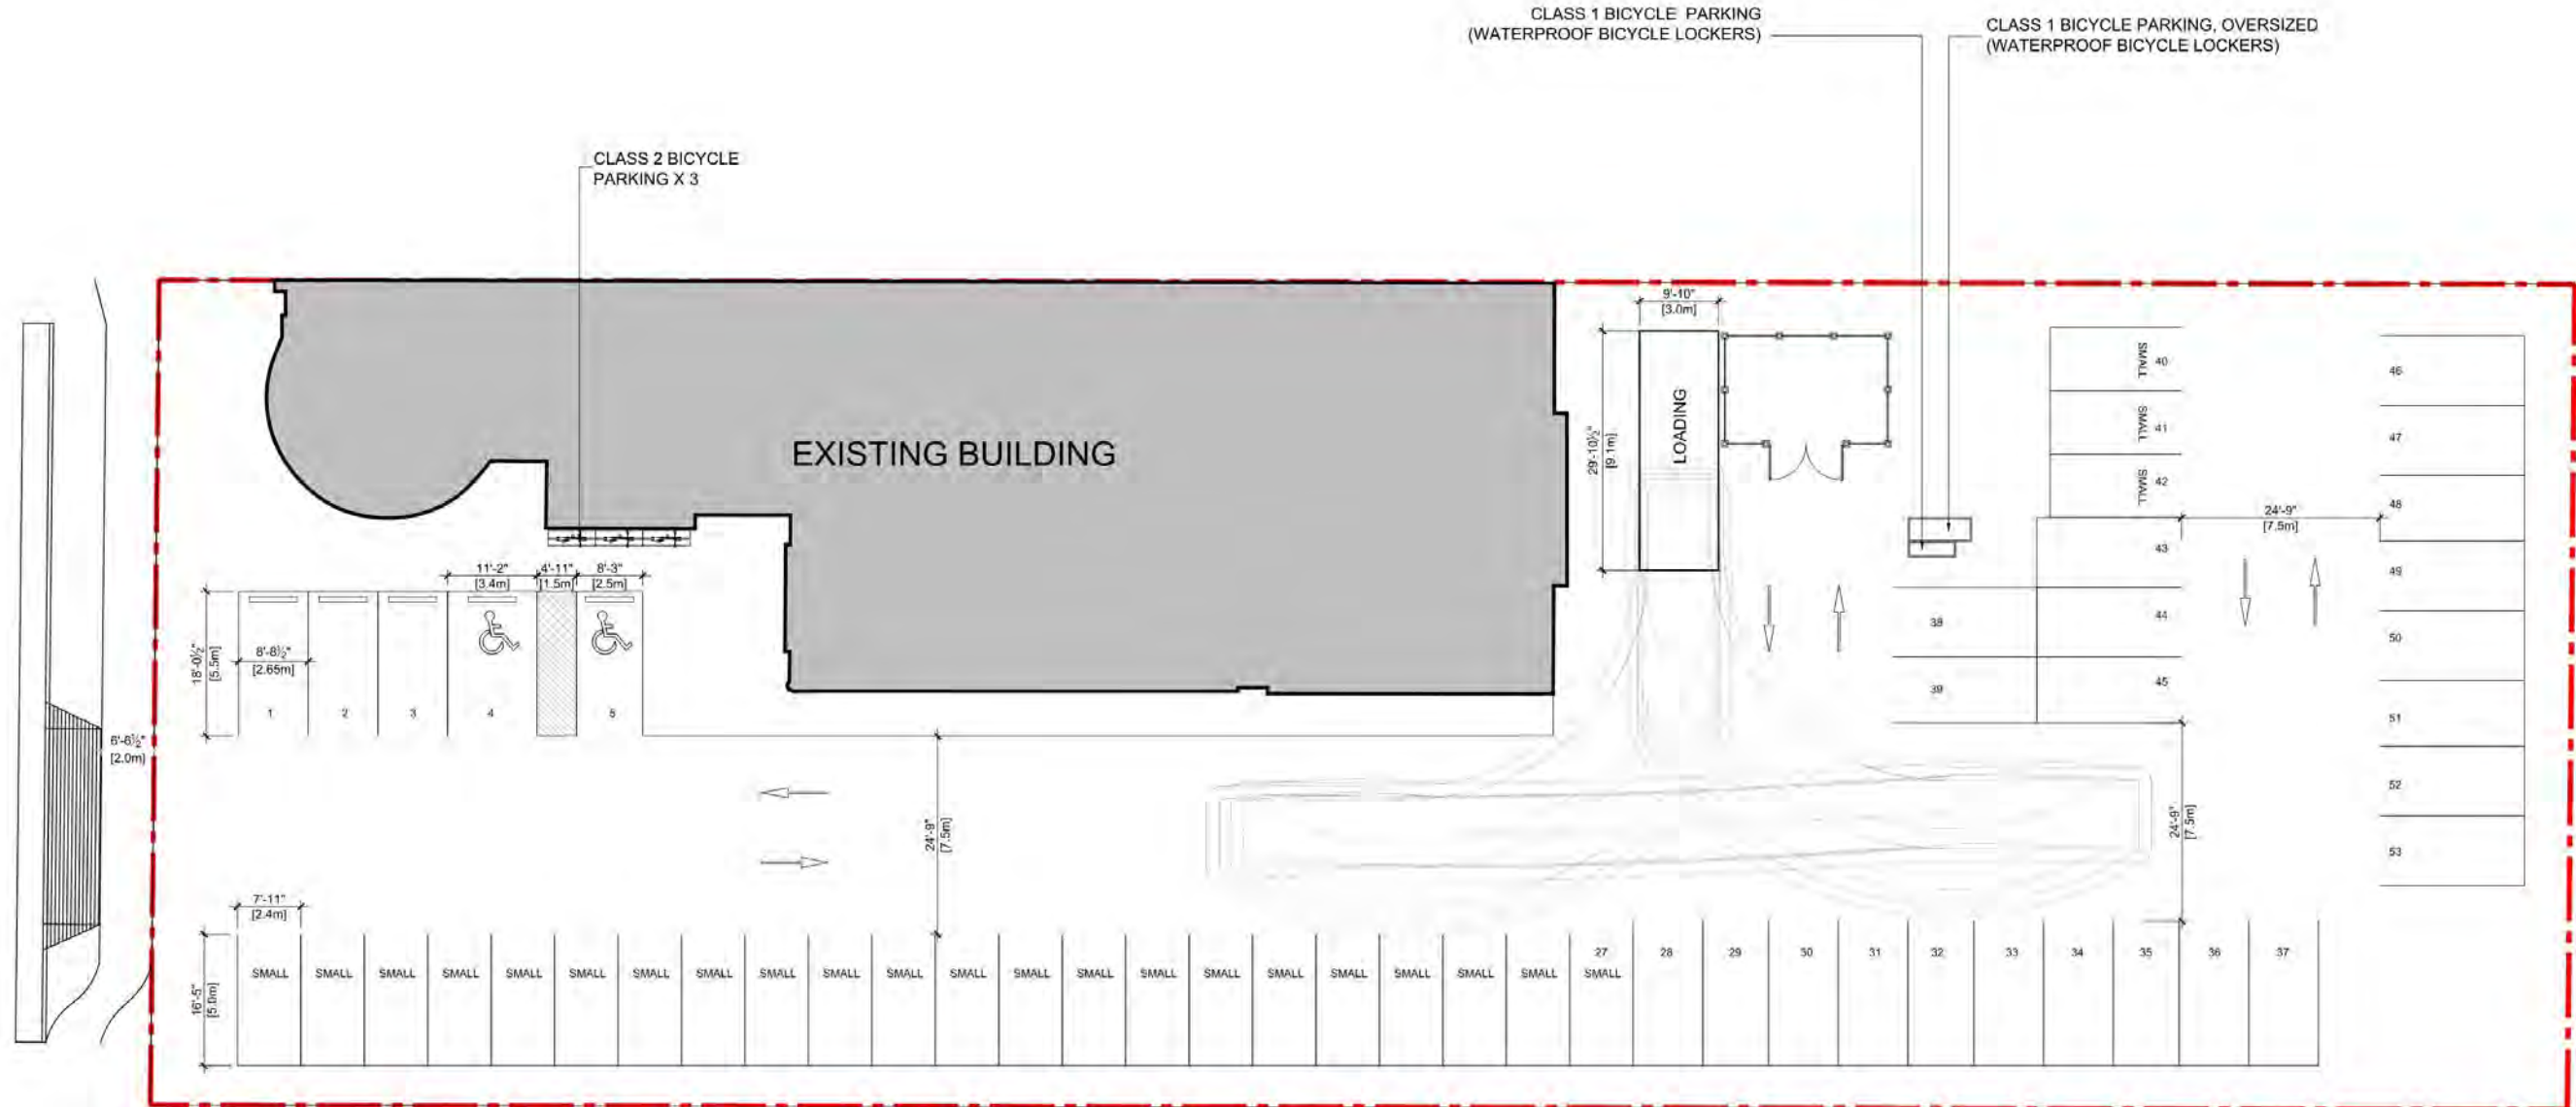 CLASS 1 BICYCLE PARKING
(WATERPROOF BICYCLE LOCKERS)
CLASS 1 BICYCLE PARKING, OVERSIZED
(WATERPROOF BICYCLE LOCKERS)
CLASS 2 BICYCLE
PARKING X 3
EXISTING BUILDING
9'-10"
[3.0m]
29'-10½"
[9.1m]
LOADING
SMALL 40
SMALL 41
SMALL 42
43
44
45
46
47
48
49
50
51
52
53
24'-9"
[7.5m]
38
39
11'-2"
[3.4m]
4'-11"
[1.5m]
8'-3"
[2.5m]
18'-0½"
[5.5m]
8'-8½"
[2.65m]
1
2
3
4
5
6'-6½"
[2.0m]
24'-9"
[7.5m]
24'-9"
[7.5m]
7'-11"
[2.4m]
16'-5"
[5.0m]
SMALL SMALL SMALL SMALL SMALL SMALL SMALL SMALL SMALL SMALL SMALL SMALL SMALL SMALL SMALL SMALL SMALL SMALL SMALL SMALL SMALL
27
SMALL
28 29 30 31 32 33 34 35 36 37